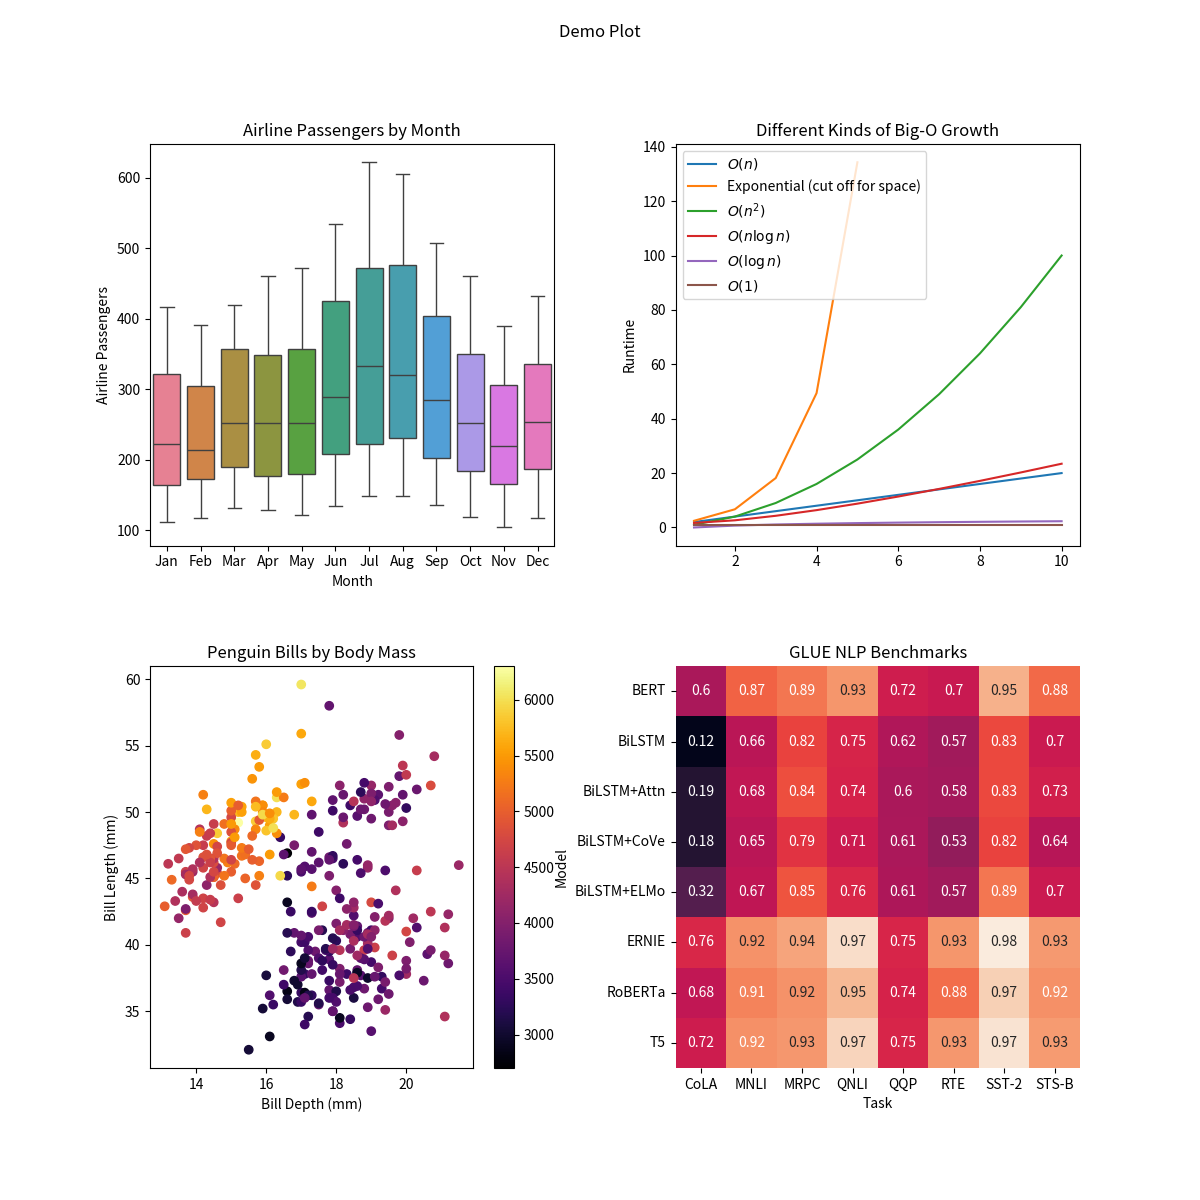 Demo Plot
Airline Passengers by Month
600
500
400
300
200
100
Airline Passengers
Jan Feb Mar Apr May Jun Jul Aug Sep Oct Nov Dec
Month
Different Kinds of Big-O Growth
140
120
100
80
60
40
20
0
Runtime
O(n)
Exponential (cut off for space)
O(n²)
O(n log n)
O(log n)
O(1)
2 4 6 8 10
Penguin Bills by Body Mass
60
55
50
45
40
35
Bill Length (mm)
14 16 18 20
Bill Depth (mm)
6000
5500
5000
4500
4000
3500
3000
GLUE NLP Benchmarks
Model
BERT 0.6 0.87 0.89 0.93 0.72 0.7 0.95 0.88
BiLSTM 0.12 0.66 0.82 0.75 0.62 0.57 0.83 0.7
BiLSTM+Attn 0.19 0.68 0.84 0.74 0.6 0.58 0.83 0.73
BiLSTM+CoVe 0.18 0.65 0.79 0.71 0.61 0.53 0.82 0.64
BiLSTM+ELMo 0.32 0.67 0.85 0.76 0.61 0.57 0.89 0.7
ERNIE 0.76 0.92 0.94 0.97 0.75 0.93 0.98 0.93
RoBERTa 0.68 0.91 0.92 0.95 0.74 0.88 0.97 0.92
T5 0.72 0.92 0.93 0.97 0.75 0.93 0.97 0.93
CoLA MNLI MRPC QNLI QQP RTE SST-2 STS-B
Task